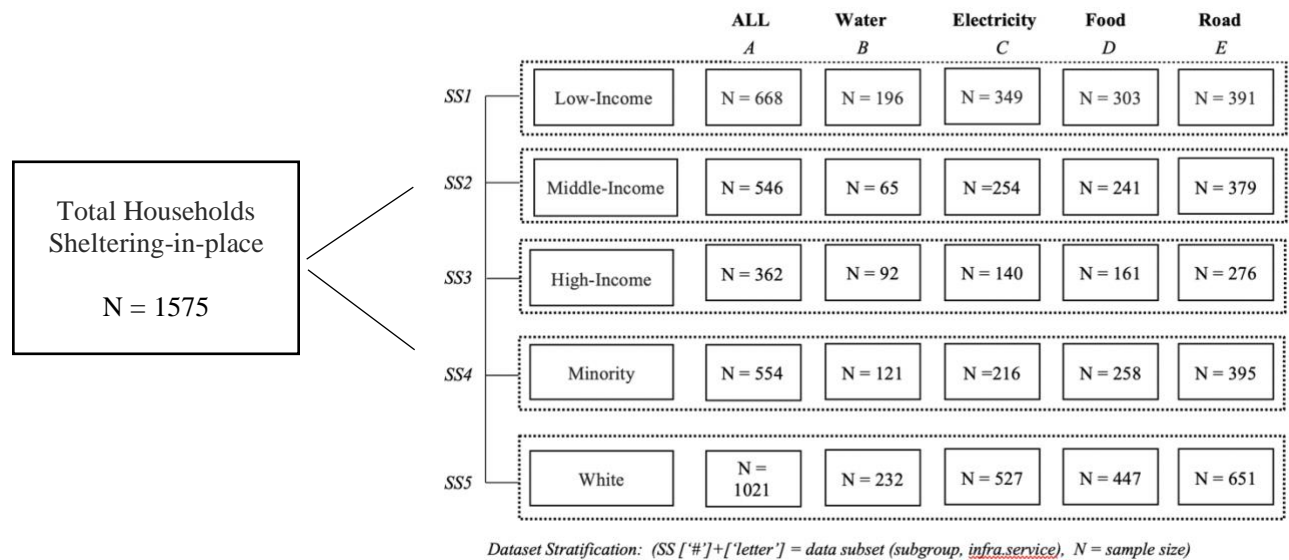 ALL Water Electricity Food Road
A B C D E
SS1 Low-Income N = 668 N = 196 N = 349 N = 303 N = 391
SS2 Middle-Income N = 546 N = 65 N =254 N = 241 N = 379
Total Households
Sheltering-in-place
N = 1575
SS3 High-Income N = 362 N = 92 N = 140 N = 161 N = 276
SS4 Minority N = 554 N = 121 N =216 N = 258 N = 395
SS5 White N = 1021 N = 232 N = 527 N = 447 N = 651
Dataset Stratification: (SS [‘#’]+[‘letter’] = data subset (subgroup, infra.service), N = sample size)